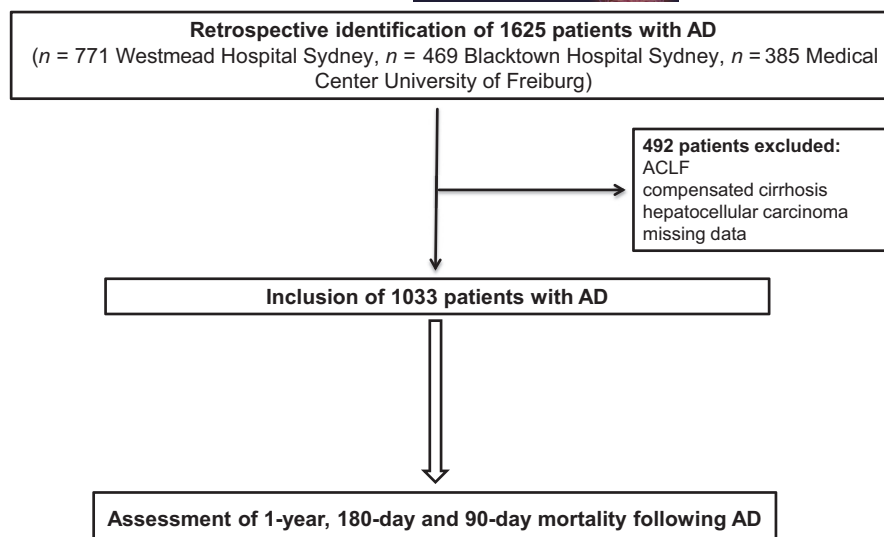 Retrospective identification of 1625 patients with AD
(n = 771 Westmead Hospital Sydney, n = 469 Blacktown Hospital Sydney, n = 385 Medical
Center University of Freiburg)
492 patients excluded:
ACLF
compensated cirrhosis
hepatocellular carcinoma
missing data
Inclusion of 1033 patients with AD
Assessment of 1-year, 180-day and 90-day mortality following AD